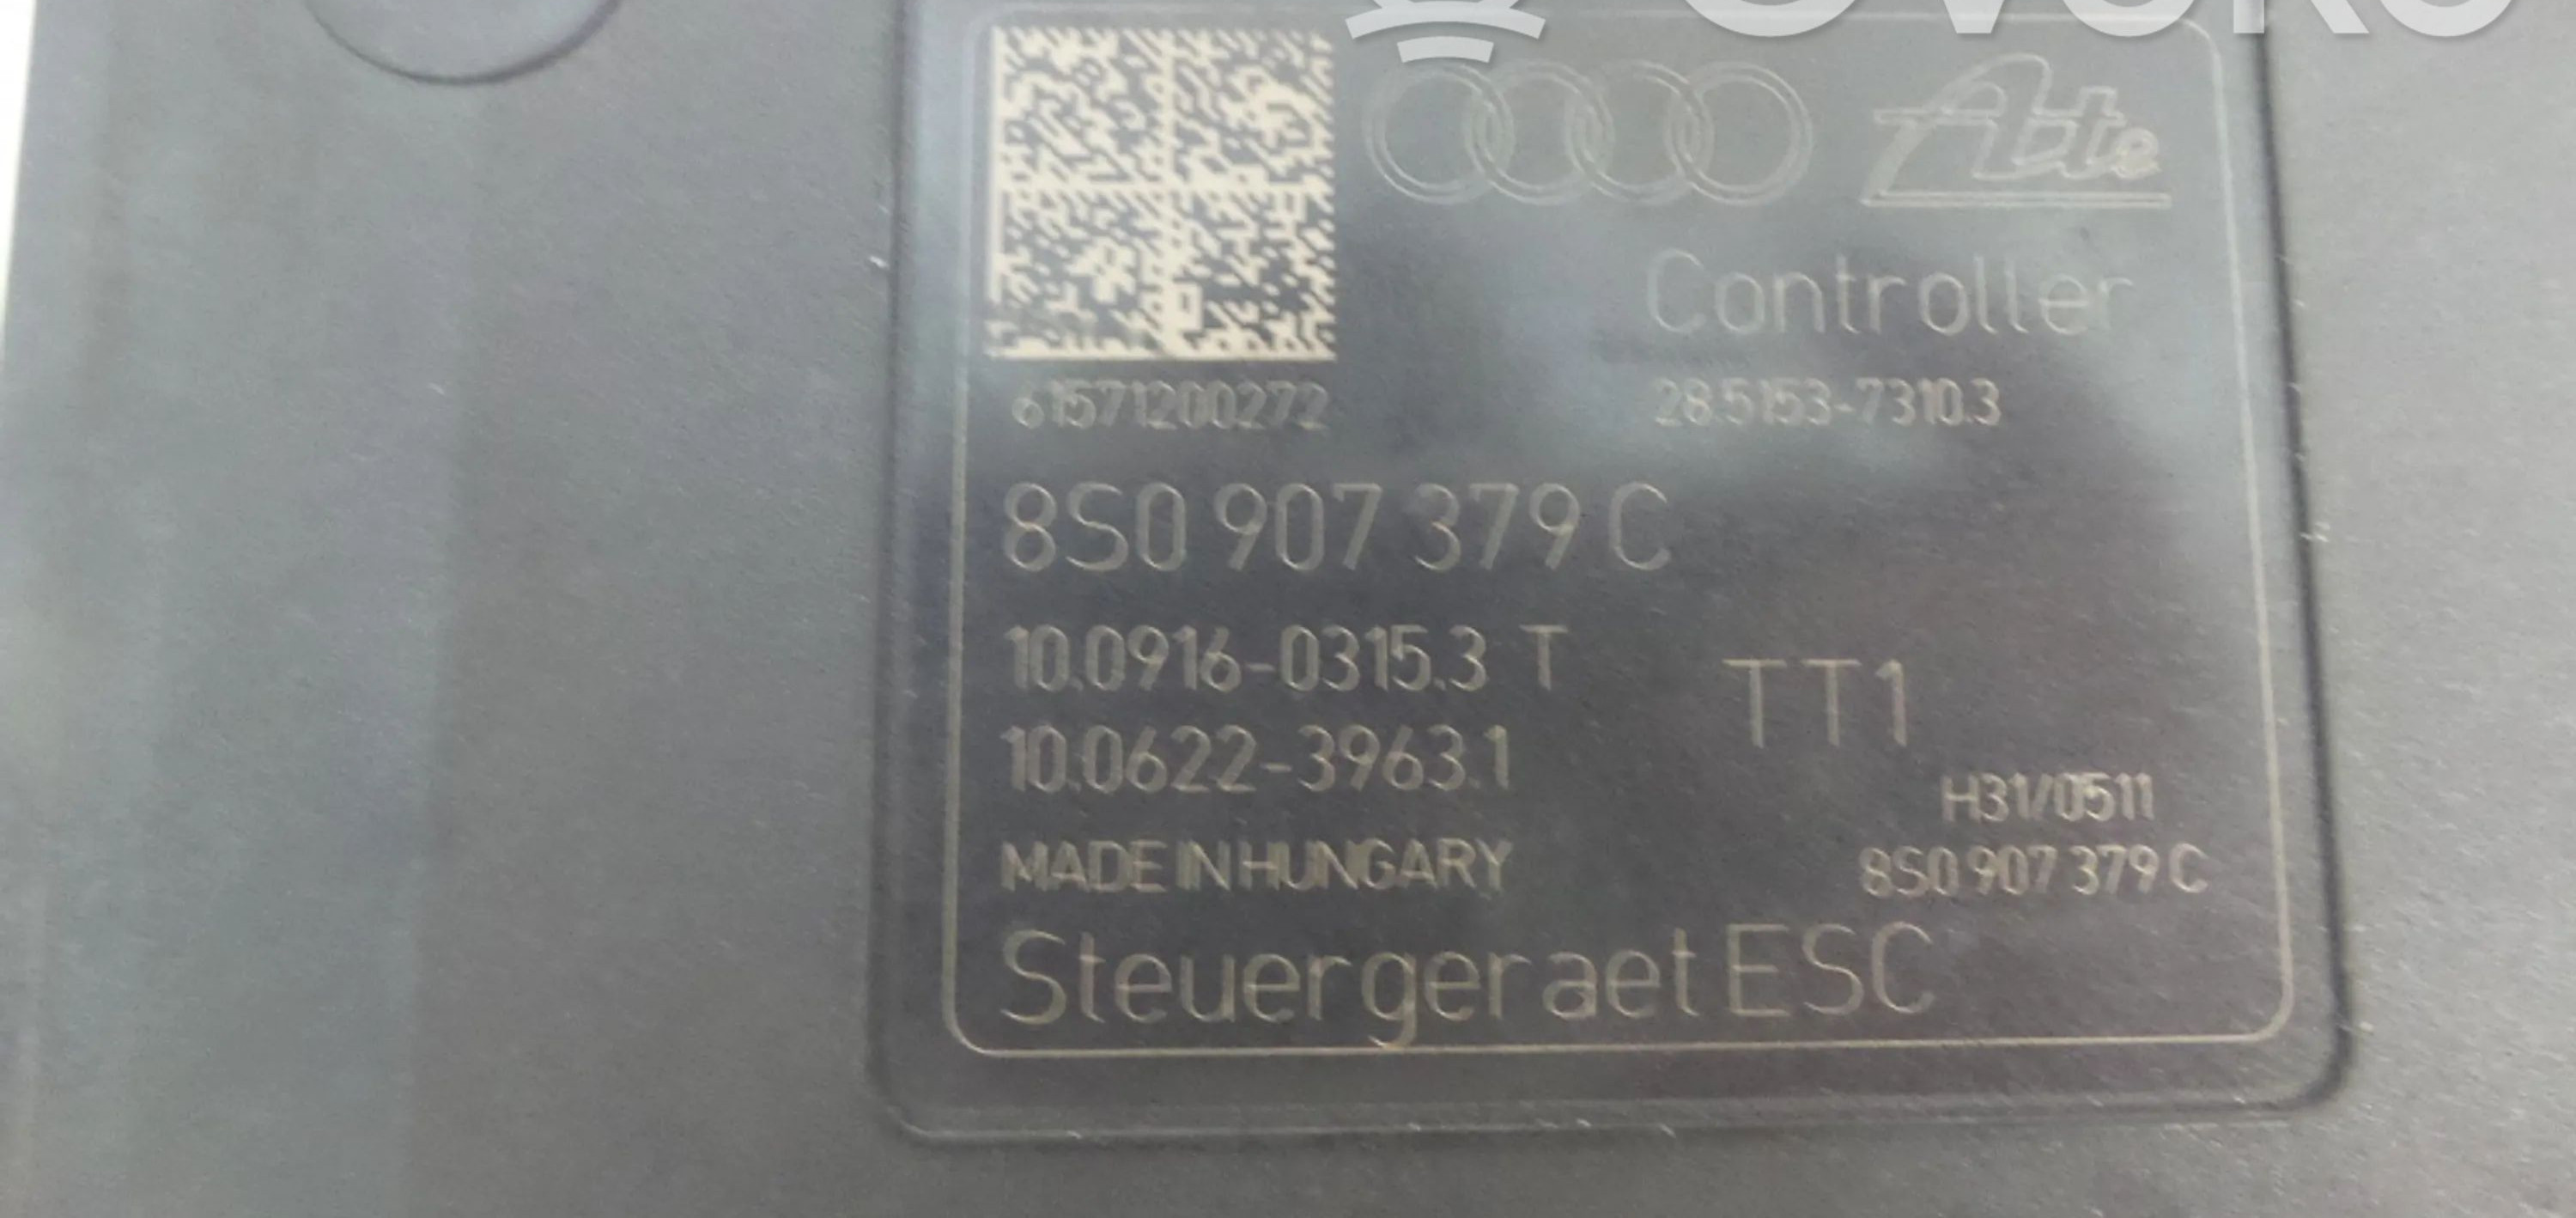 Ate
Controller
61571200272
28.5153-7310.3
8S0 907 379 C
10.0916-0315.3 T
TT1
10.0622-3963.1
H31/0511
MADE IN HUNGARY
8S0 907 379 C
Steuergeraet ESC